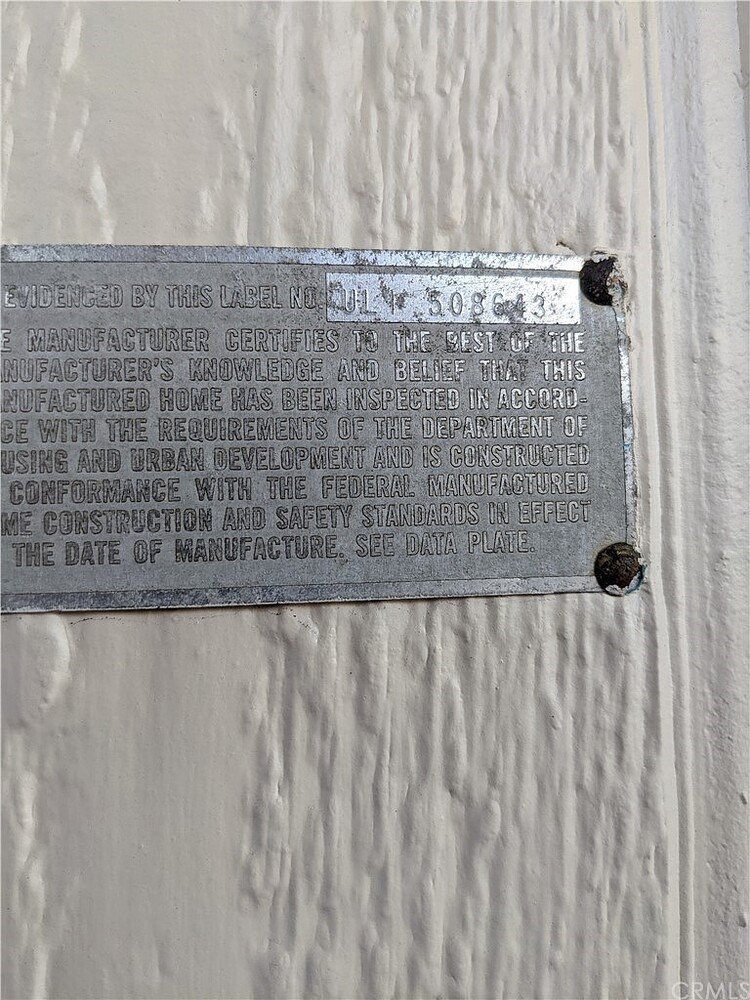 EVIDENCED BY THIS LABEL NO. ULI 508643
E MANUFACTURER CERTIFIES TO THE BEST OF THE
NUFACTURER'S KNOWLEDGE AND BELIEF THAT THIS
NUFACTURED HOME HAS BEEN INSPECTED IN ACCORD-
CE WITH THE REQUIREMENTS OF THE DEPARTMENT OF
USING AND URBAN DEVELOPMENT AND IS CONSTRUCTED
CONFORMANCE WITH THE FEDERAL MANUFACTURED
ME CONSTRUCTION AND SAFETY STANDARDS IN EFFECT
THE DATE OF MANUFACTURE. SEE DATA PLATE.
CRMLS